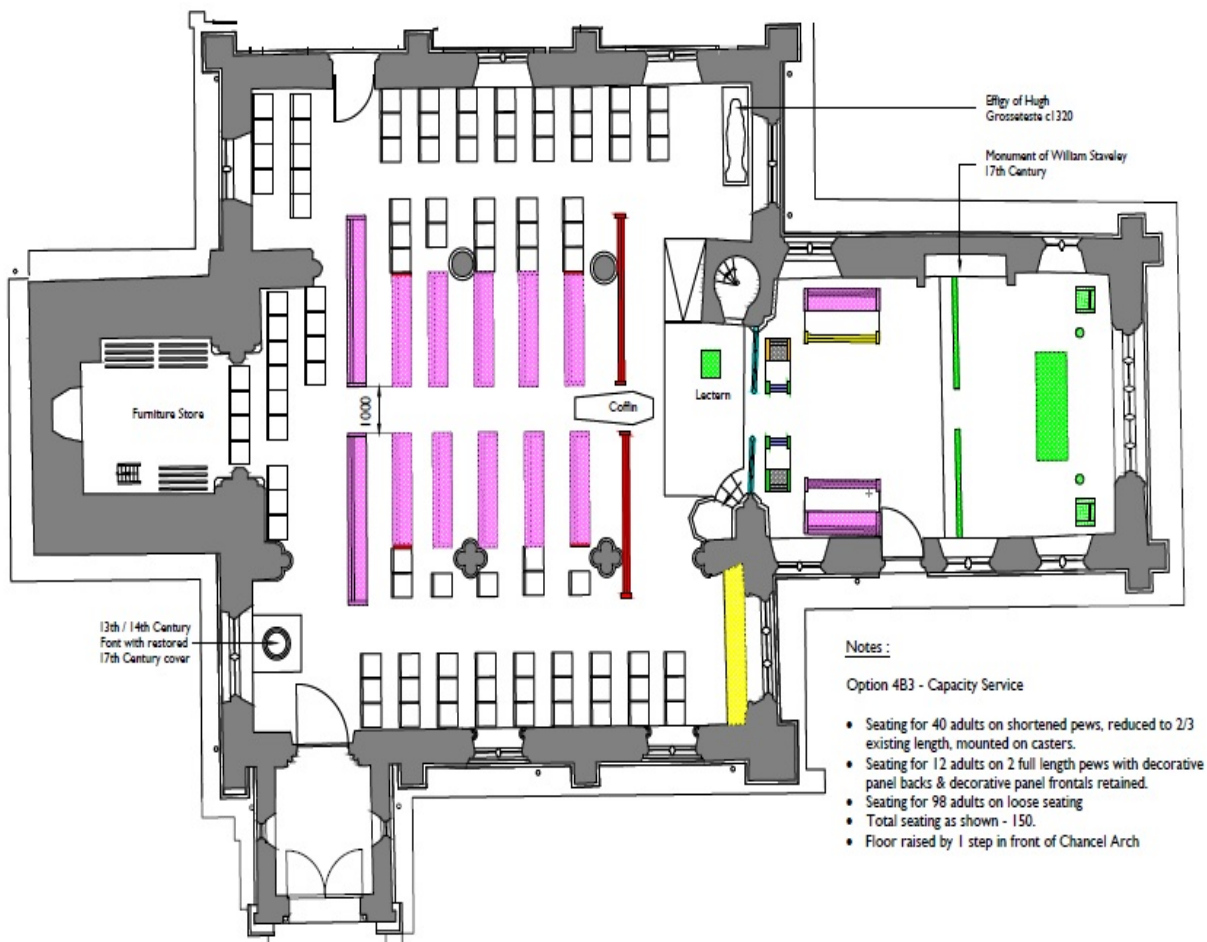 Effigy of Hugh
Grosseteste c1320
Monument of William Staveley
17th Century
Furniture Store
1000
Coffin
Lectern
13th / 14th Century
Font with restored
17th Century cover
Notes :
Option 4B3 - Capacity Service
• Seating for 40 adults on shortened pews, reduced to 2/3
existing length, mounted on casters.
• Seating for 12 adults on 2 full length pews with decorative
panel backs & decorative panel frontals retained.
• Seating for 98 adults on loose seating
• Total seating as shown - 150.
• Floor raised by 1 step in front of Chancel Arch